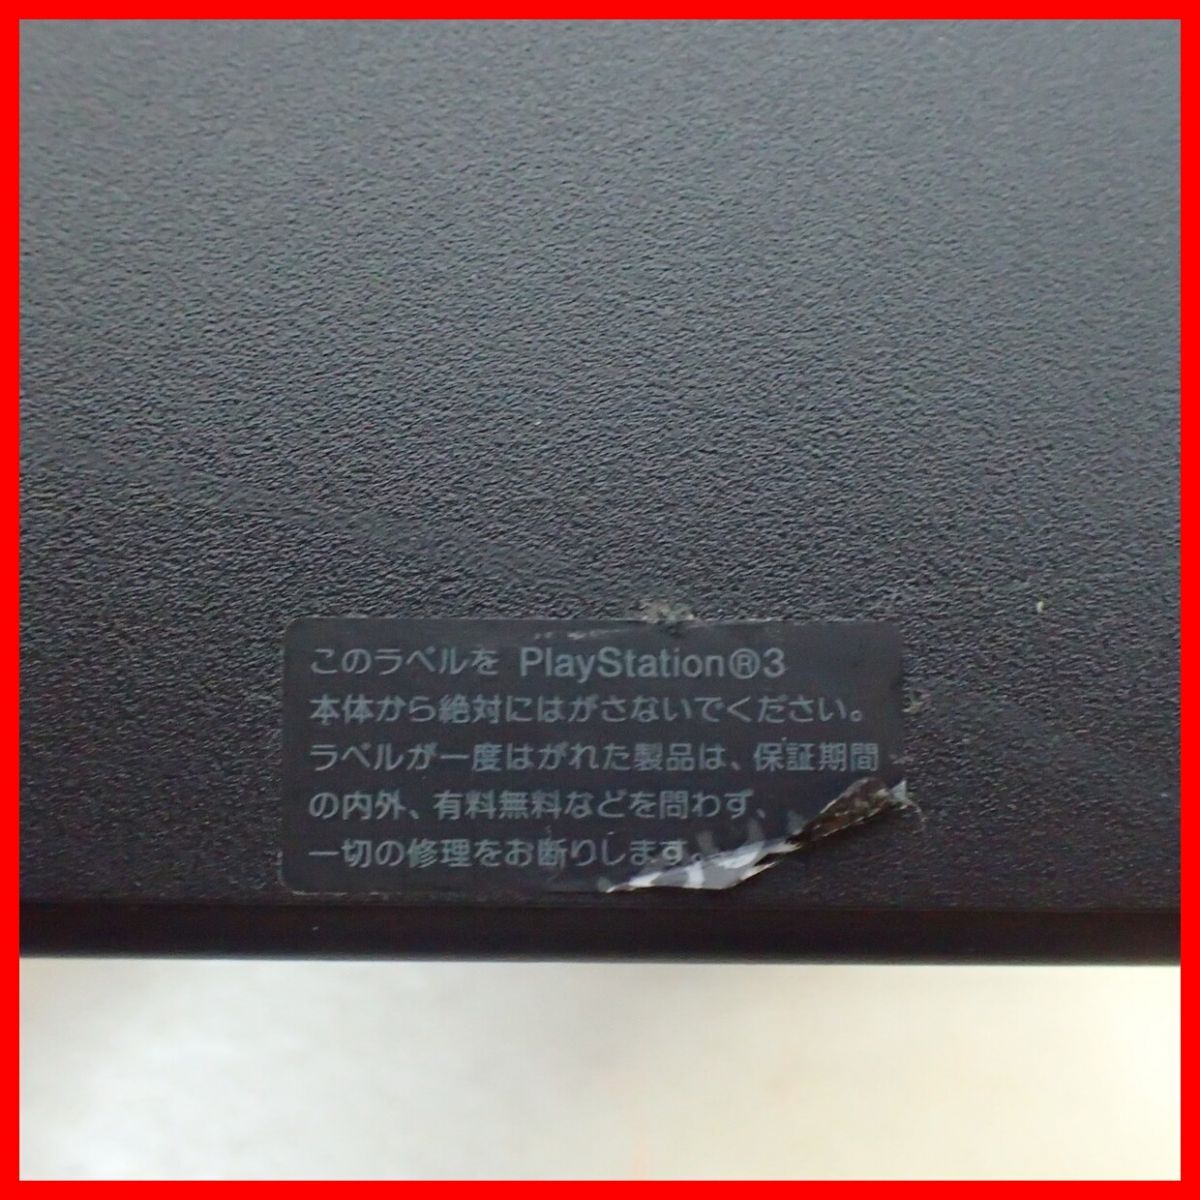 このラベルを PlayStation®3
本体から絶対にはがさないでください。
ラベルが一度はがれた製品は、保証期間
の内外、有料無料などを問わず、
一切の修理をお断りします。